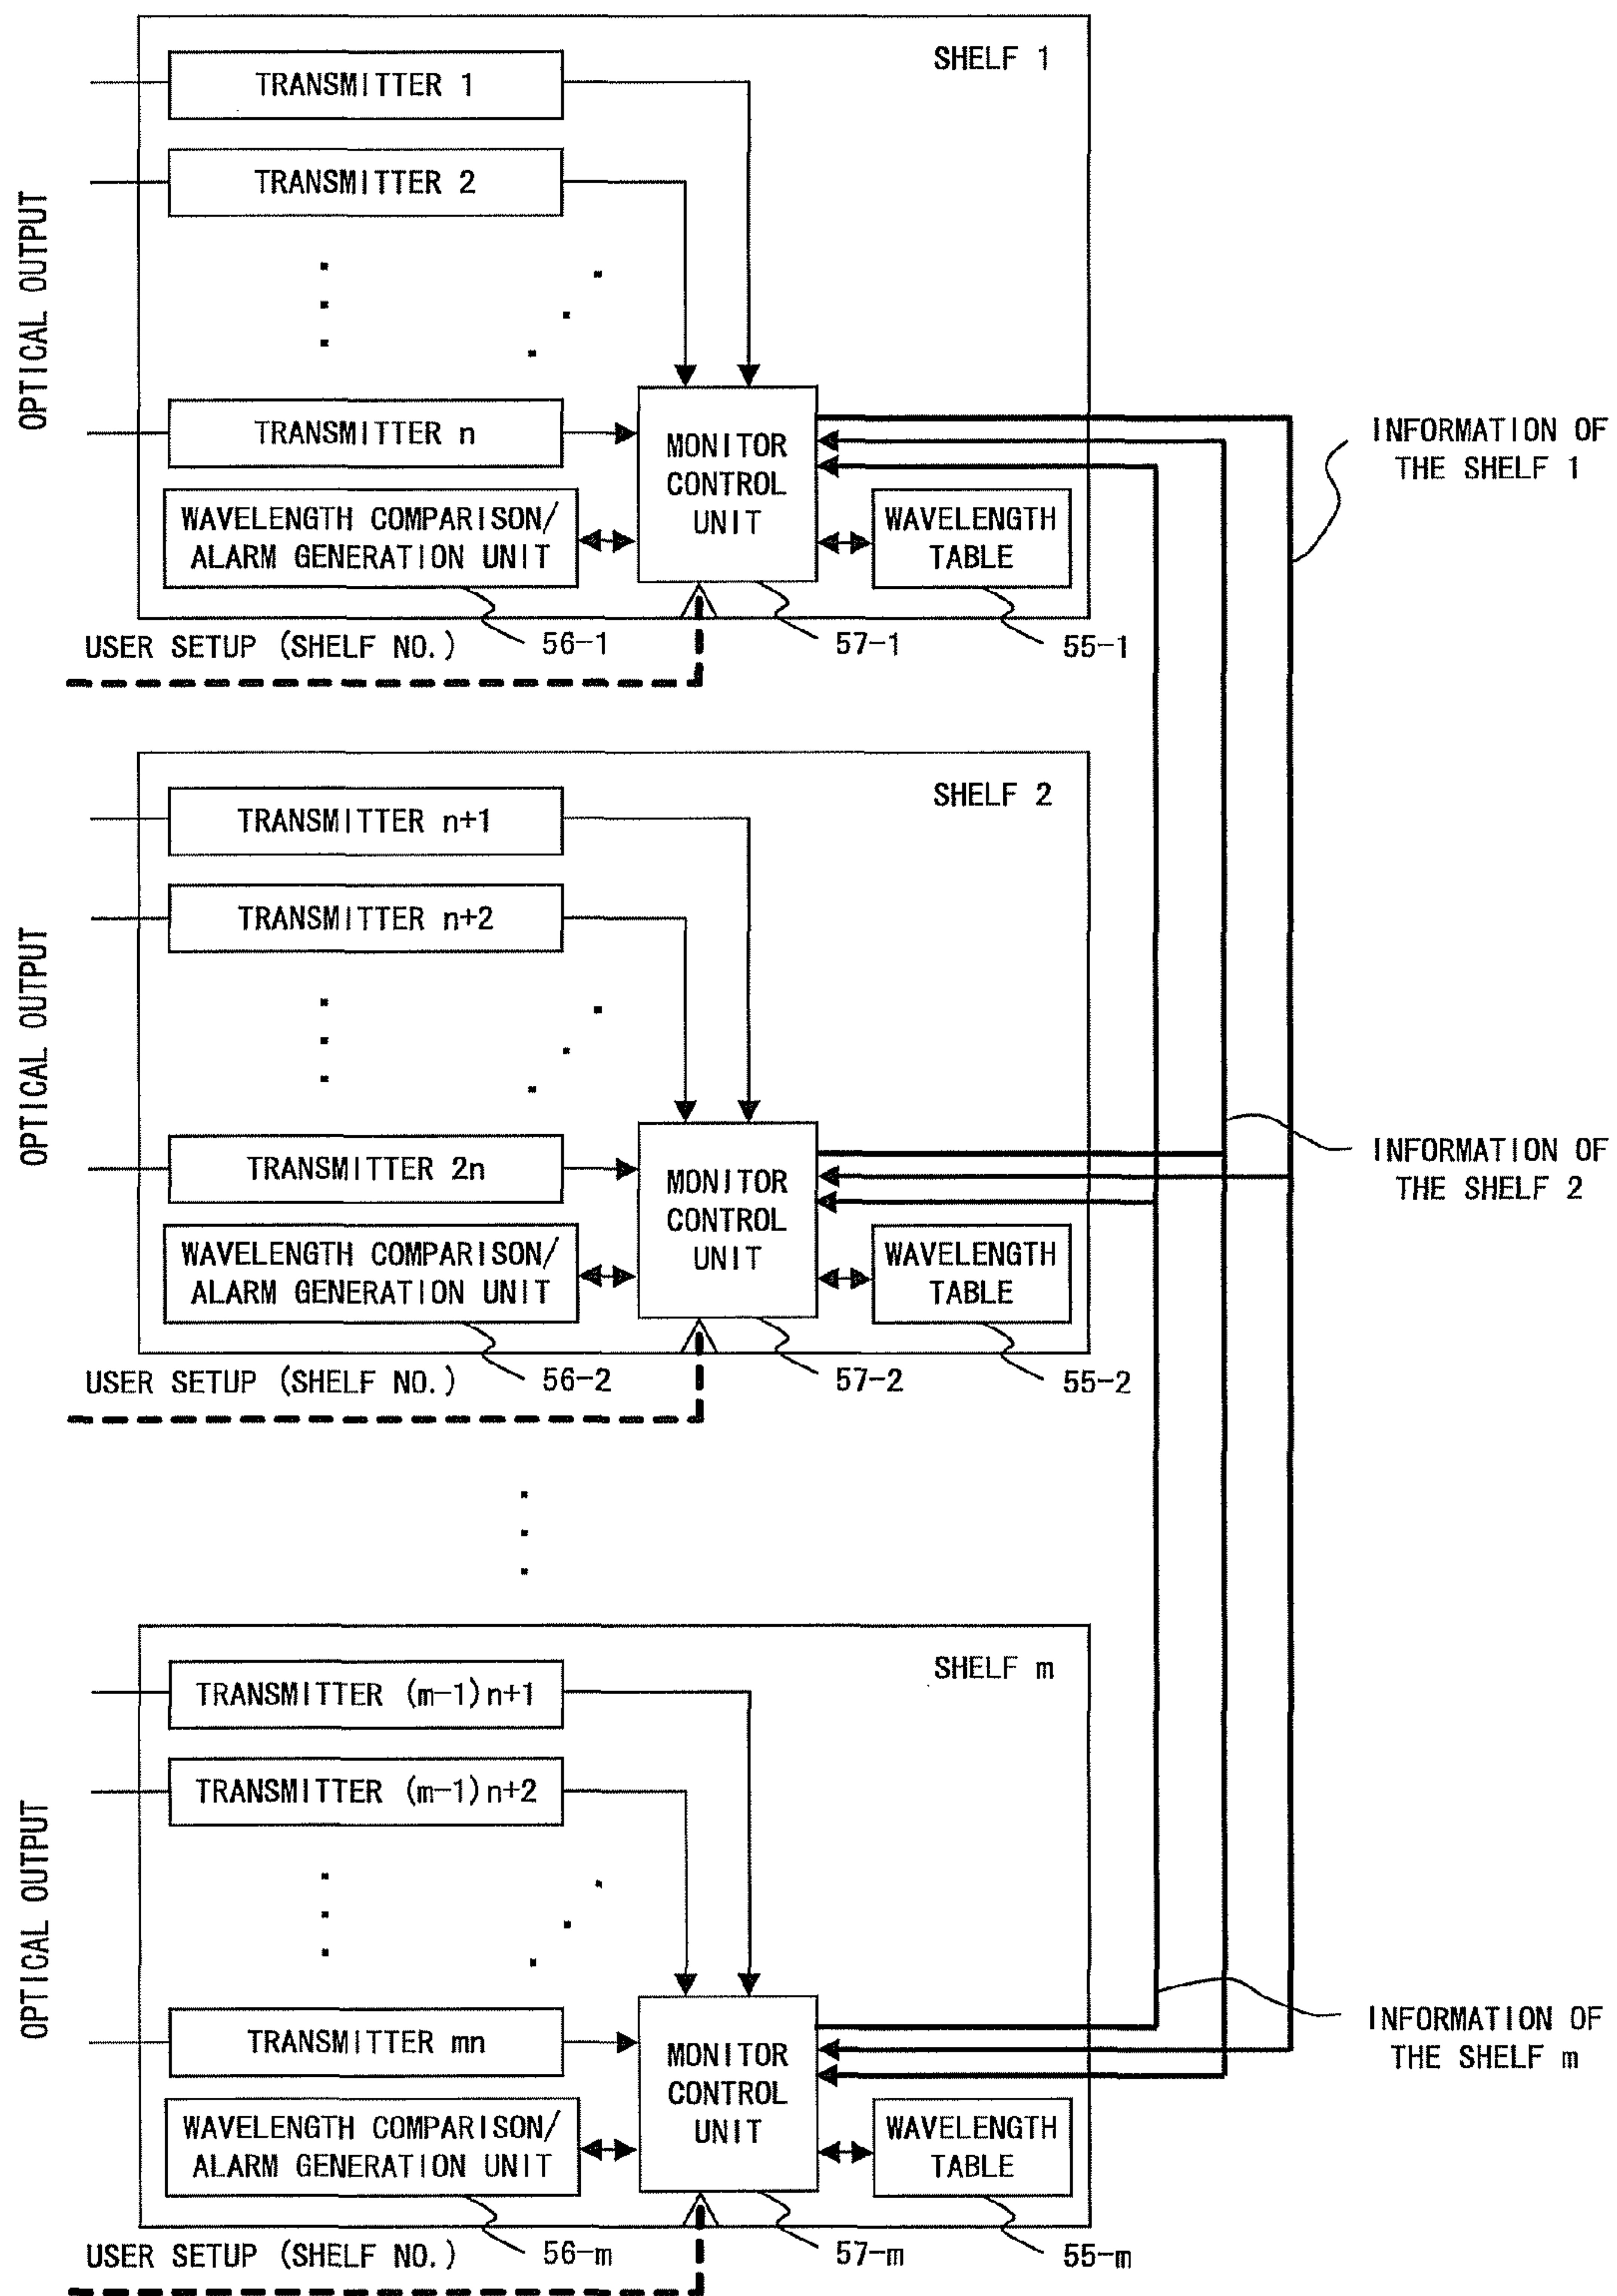 SHELF 1
TRANSMITTER 1
TRANSMITTER 2
OPTICAL OUTPUT
TRANSMITTER n
MONITOR
CONTROL
UNIT
WAVELENGTH COMPARISON/
ALARM GENERATION UNIT
WAVELENGTH
TABLE
INFORMATION OF
THE SHELF 1
USER SETUP (SHELF NO.)
56-1
57-1
55-1
SHELF 2
TRANSMITTER n+1
TRANSMITTER n+2
OPTICAL OUTPUT
TRANSMITTER 2n
MONITOR
CONTROL
UNIT
WAVELENGTH COMPARISON/
ALARM GENERATION UNIT
WAVELENGTH
TABLE
INFORMATION OF
THE SHELF 2
USER SETUP (SHELF NO.)
56-2
57-2
55-2
SHELF m
TRANSMITTER (m-1)n+1
TRANSMITTER (m-1)n+2
OPTICAL OUTPUT
TRANSMITTER mn
MONITOR
CONTROL
UNIT
WAVELENGTH COMPARISON/
ALARM GENERATION UNIT
WAVELENGTH
TABLE
INFORMATION OF
THE SHELF m
USER SETUP (SHELF NO.)
56-m
57-m
55-m